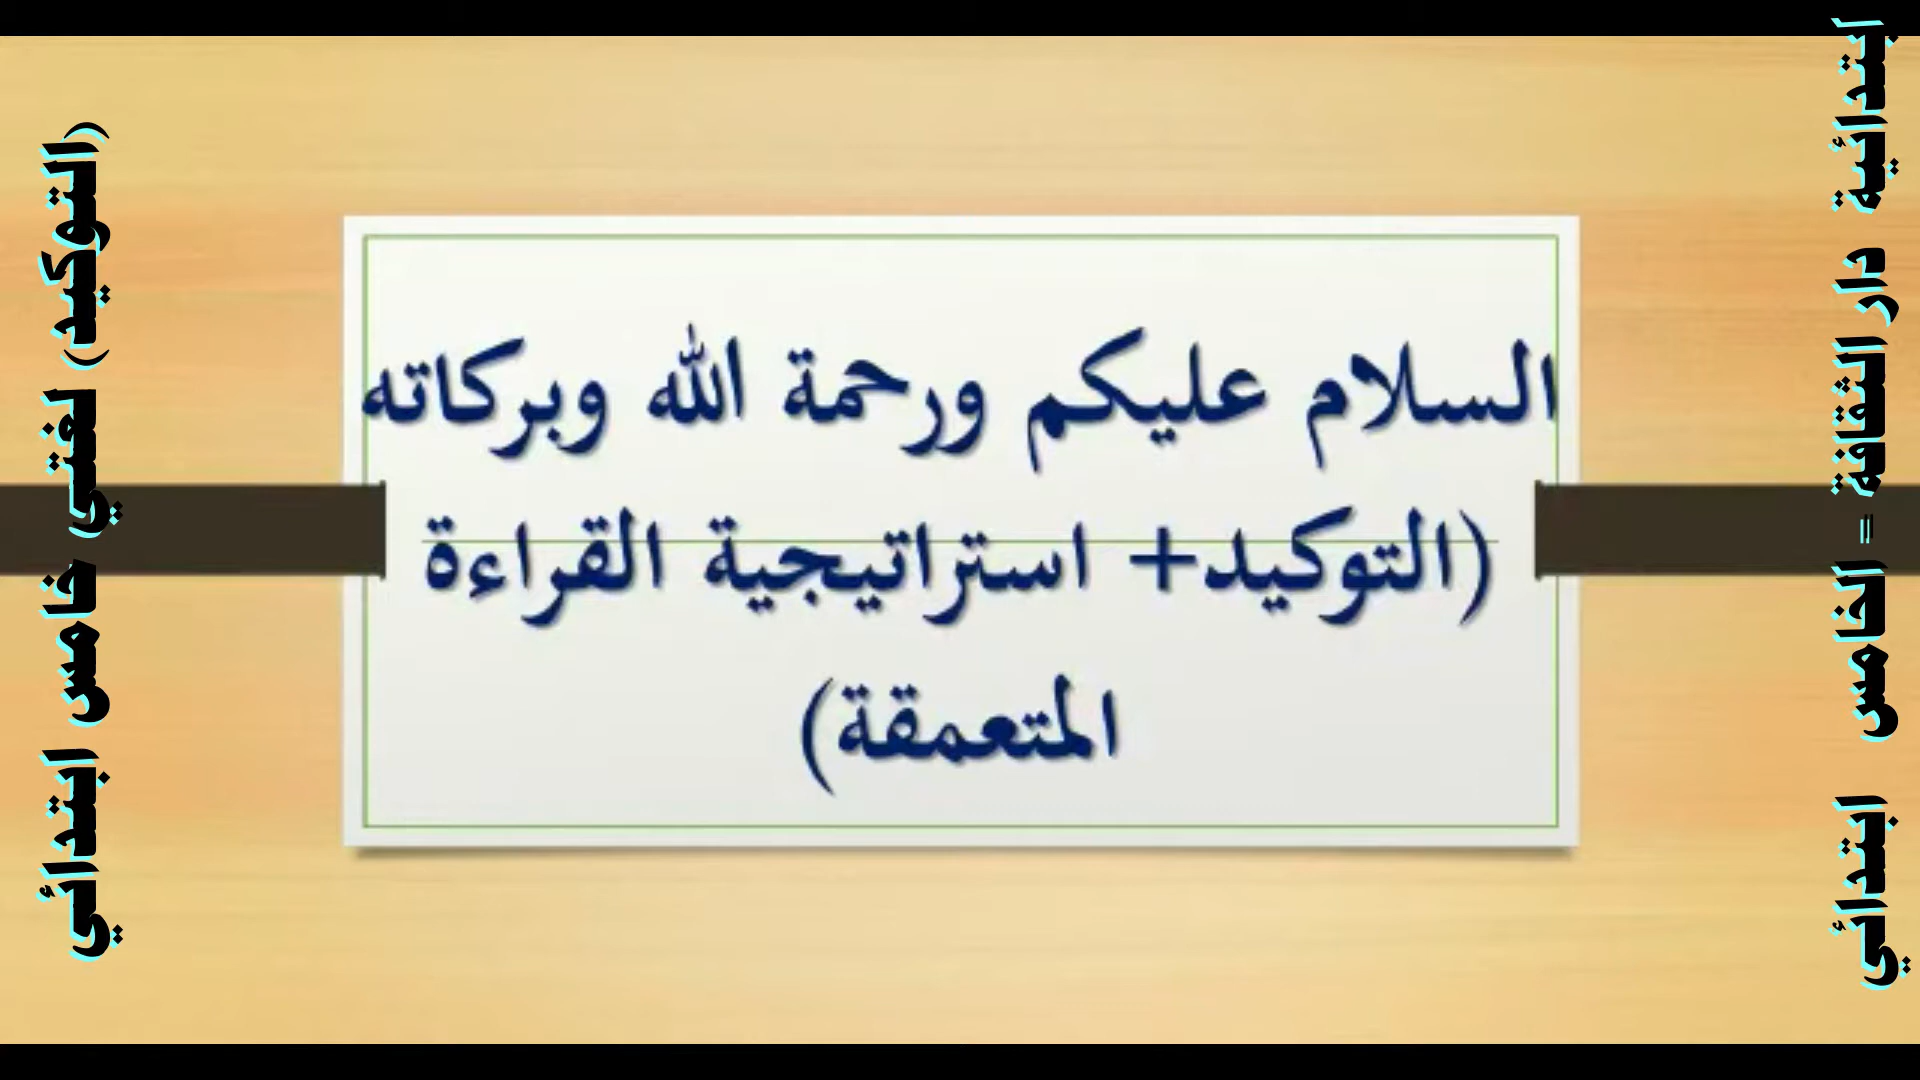 السلام عليكم ورحمة الله وبركاته
(التوكيد+ استراتيجية القراءة
المتعمقة)
(التوكيد) لغتي) خامس ابتدائي
ابتدائية دار الثقافة = الخامس ابتدائي